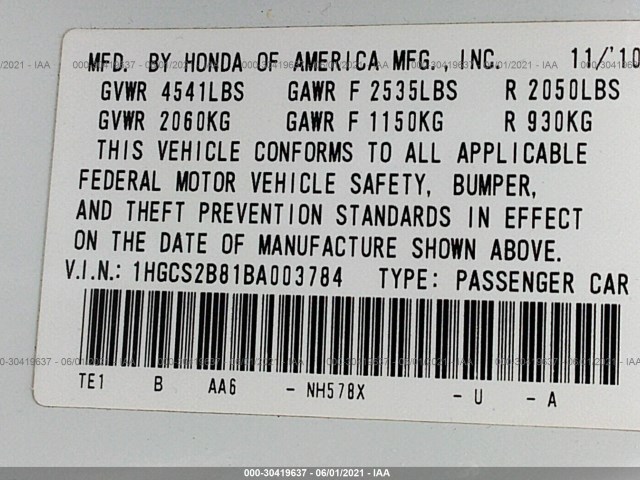 MFD. BY HONDA OF AMERICA MFG., INC. 11/'10
GVWR 4541LBS GAWR F 2535LBS R 2050LBS
GVWR 2060KG GAWR F 1150KG R 930KG
THIS VEHICLE CONFORMS TO ALL APPLICABLE
FEDERAL MOTOR VEHICLE SAFETY, BUMPER,
AND THEFT PREVENTION STANDARDS IN EFFECT
ON THE DATE OF MANUFACTURE SHOWN ABOVE.
V.I.N.: 1HGCS2B81BA003784 TYPE: PASSENGER CAR
TE1 B AA6 - NH578X - U - A
000-30419637 - 06/01/2021 - IAA